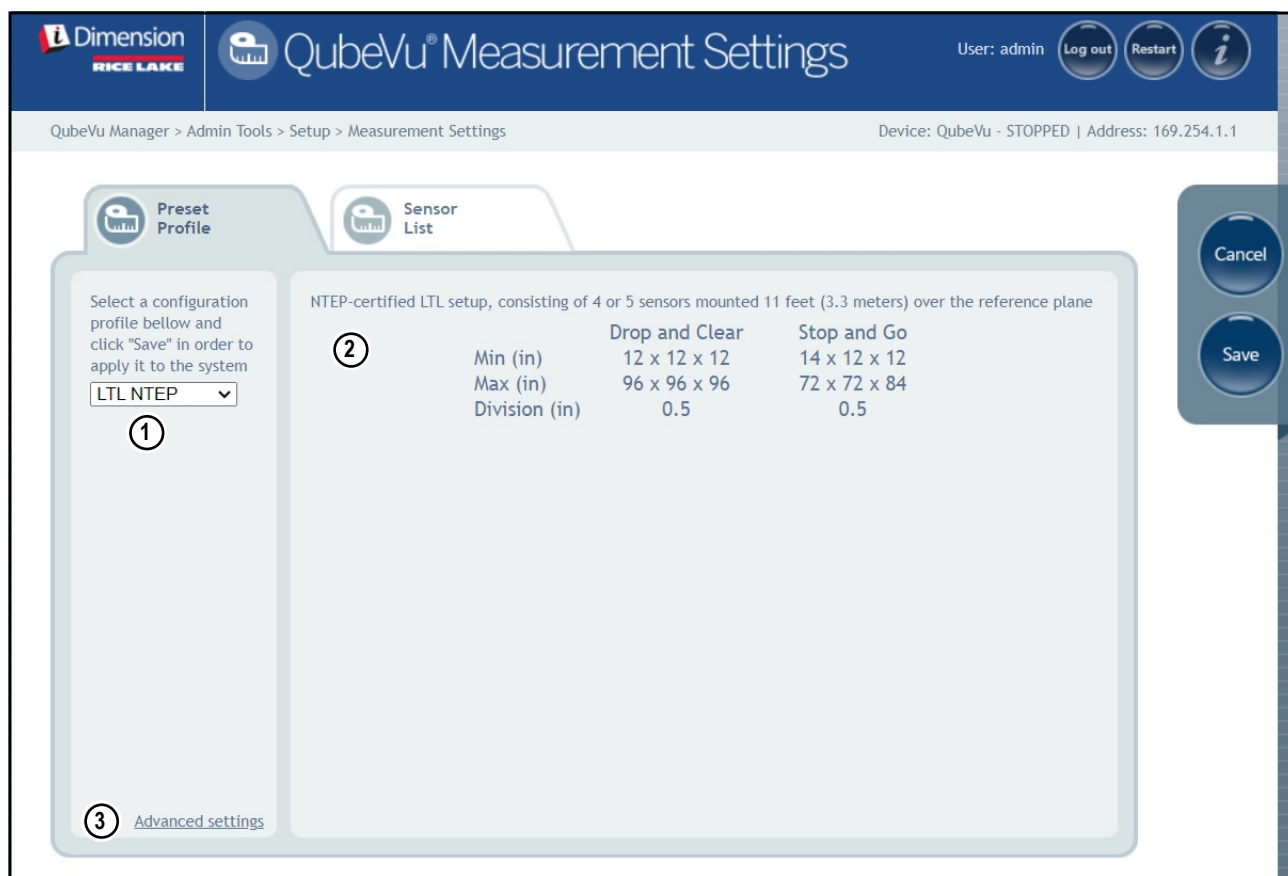 i Dimension
RICE LAKE
QubeVu® Measurement Settings
User: admin
Log out
Restart
i
QubeVu Manager > Admin Tools > Setup > Measurement Settings
Device: QubeVu - STOPPED | Address: 169.254.1.1
Preset
Profile
Sensor
List
Cancel
Save
Select a configuration
profile bellow and
click "Save" in order to
apply it to the system
LTL NTEP
1
NTEP-certified LTL setup, consisting of 4 or 5 sensors mounted 11 feet (3.3 meters) over the reference plane
2
Drop and Clear Stop and Go
Min (in) 12 x 12 x 12 14 x 12 x 12
Max (in) 96 x 96 x 96 72 x 72 x 84
Division (in) 0.5 0.5
3 Advanced settings